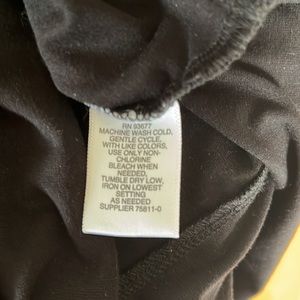 RN 93677
MACHINE WASH COLD,
GENTLE CYCLE,
WITH LIKE COLORS,
USE ONLY NON-
CHLORINE
BLEACH WHEN
NEEDED,
TUMBLE DRY LOW,
IRON ON LOWEST
SETTING
AS NEEDED
SUPPLIER 75811-0